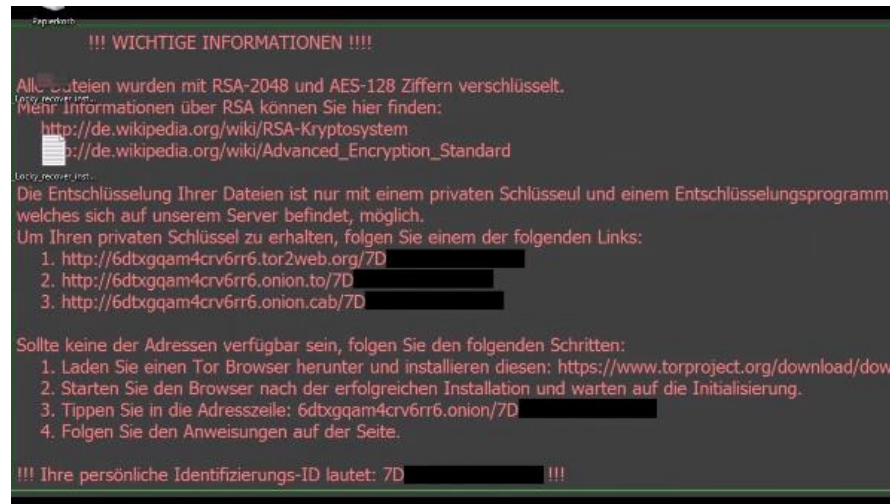 Papierkorb
!!! WICHTIGE INFORMATIONEN !!!!
Alle Dateien wurden mit RSA-2048 und AES-128 Ziffern verschlüsselt.
Locky_recover_inst...
Mehr Informationen über RSA können Sie hier finden:
http://de.wikipedia.org/wiki/RSA-Kryptosystem
p://de.wikipedia.org/wiki/Advanced_Encryption_Standard
Locky_recover_inst...
Die Entschlüsselung Ihrer Dateien ist nur mit einem privaten Schlüsseul und einem Entschlüsselungsprogramm
welches sich auf unserem Server befindet, möglich.
Um Ihren privaten Schlüssel zu erhalten, folgen Sie einem der folgenden Links:
1. http://6dtxgqam4crv6rr6.tor2web.org/7D
2. http://6dtxgqam4crv6rr6.onion.to/7D
3. http://6dtxgqam4crv6rr6.onion.cab/7D
Sollte keine der Adressen verfügbar sein, folgen Sie den folgenden Schritten:
1. Laden Sie einen Tor Browser herunter und installieren diesen: https://www.torproject.org/download/dow
2. Starten Sie den Browser nach der erfolgreichen Installation und warten auf die Initialisierung.
3. Tippen Sie in die Adresszeile: 6dtxgqam4crv6rr6.onion/7D
4. Folgen Sie den Anweisungen auf der Seite.
!!! Ihre persönliche Identifizierungs-ID lautet: 7D !!!